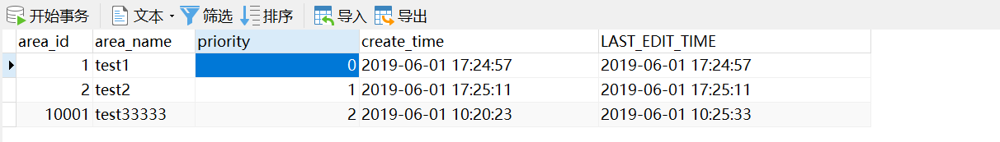 开始事务 文本 筛选 排序 导入 导出
area_id area_name priority create_time LAST_EDIT_TIME
1 test1 0 2019-06-01 17:24:57 2019-06-01 17:24:57
2 test2 1 2019-06-01 17:25:11 2019-06-01 17:25:11
10001 test33333 2 2019-06-01 10:20:23 2019-06-01 10:25:33